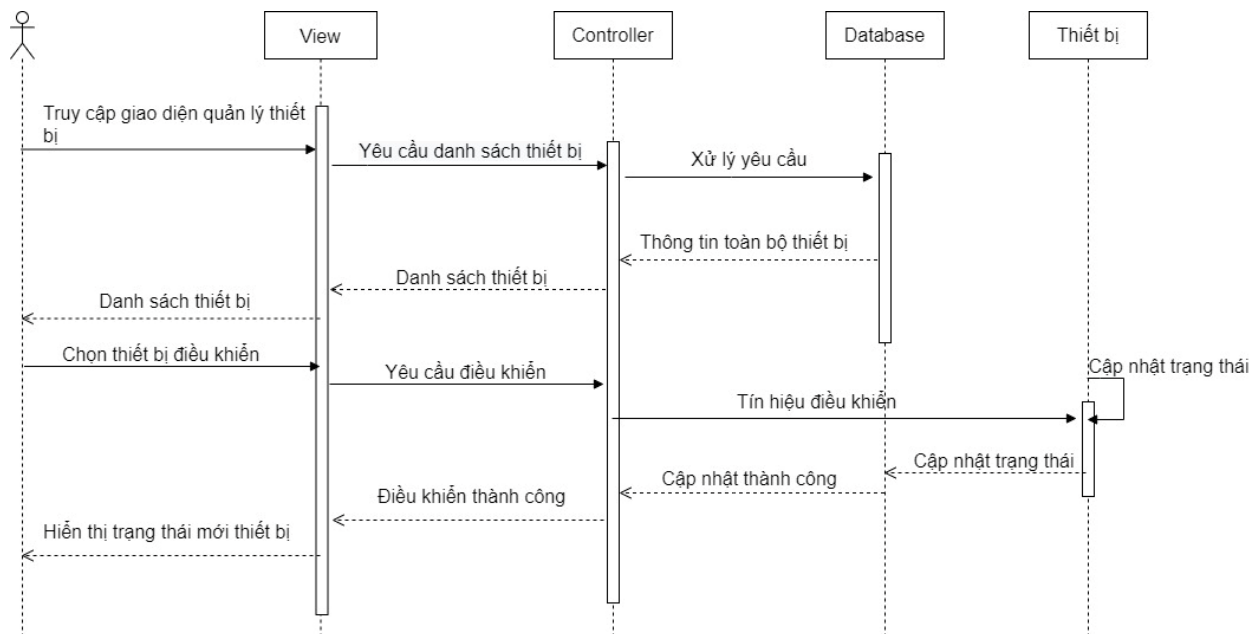 View
Controller
Database
Thiết bị
Truy cập giao diện quản lý thiết
bị
Yêu cầu danh sách thiết bị
Xử lý yêu cầu
Thông tin toàn bộ thiết bị
Danh sách thiết bị
Danh sách thiết bị
Chọn thiết bị điều khiển
Yêu cầu điều khiển
Cập nhật trạng thái
Tín hiệu điều khiển
Cập nhật trạng thái
Cập nhật thành công
Điều khiển thành công
Hiển thị trạng thái mới thiết bị